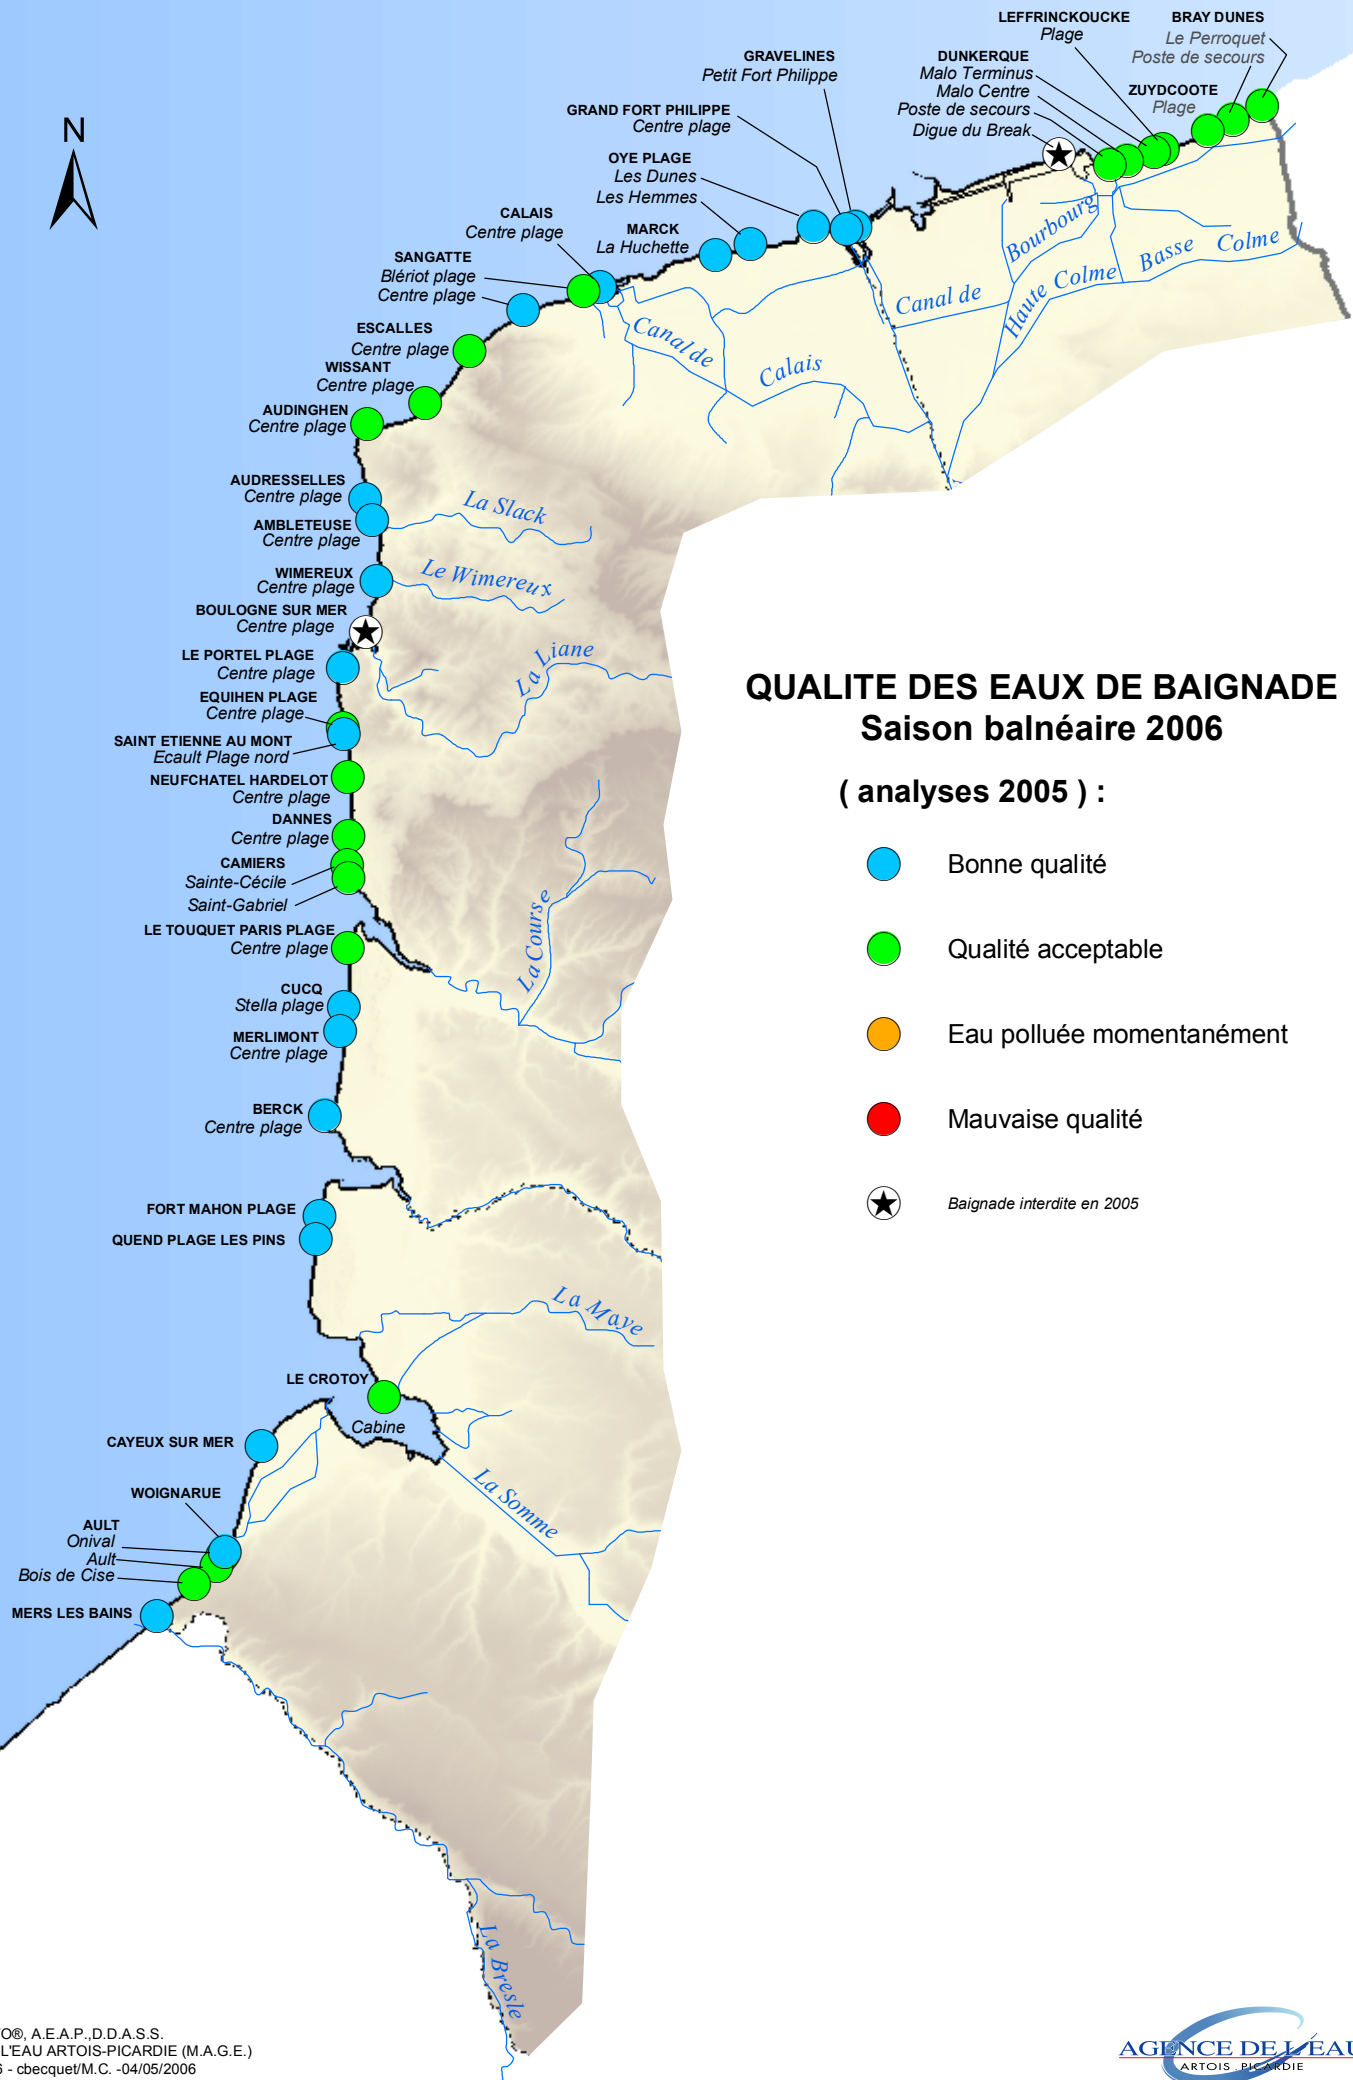 LEFFRINCKOUCKE
Plage
BRAY DUNES
Le Perroquet
Poste de secours
GRAVELINES
Petit Fort Philippe
DUNKERQUE
Malo Terminus
Malo Centre
Poste de secours
Digue du Break
ZUYDCOOTE
Plage
GRAND FORT PHILIPPE
Centre plage
N
OYE PLAGE
Les Dunes
Les Hemmes
CALAIS
Centre plage
MARCK
La Huchette
SANGATTE
Blériot plage
Centre plage
ESCALLES
Centre plage
WISSANT
Centre plage
AUDINGHEN
Centre plage
Bourbourg
Canal de
Haute Colme
Basse Colme
Canal de
Calais
AUDRESSELLES
Centre plage
AMBLETEUSE
Centre plage
La Slack
WIMEREUX
Centre plage
Le Wimereux
BOULOGNE SUR MER
Centre plage
LE PORTEL PLAGE
Centre plage
La Liane
EQUIHEN PLAGE
Centre plage
SAINT ETIENNE AU MONT
Ecault Plage nord
NEUFCHATEL HARDELOT
Centre plage
DANNES
Centre plage
CAMIERS
Sainte-Cécile
Saint-Gabriel
La Course
LE TOUQUET PARIS PLAGE
Centre plage
CUCQ
Stella plage
MERLIMONT
Centre plage
BERCK
Centre plage
QUALITE DES EAUX DE BAIGNADE
Saison balnéaire 2006
( analyses 2005 ) :
Bonne qualité
Qualité acceptable
Eau polluée momentanément
Mauvaise qualité
Baignade interdite en 2005
FORT MAHON PLAGE
QUEND PLAGE LES PINS
La Maye
LE CROTOY
Cabine
CAYEUX SUR MER
La Somme
WOIGNARUE
AULT
Onival
Ault
Bois de Cise
MERS LES BAINS
La Bresle
O®, A.E.A.P.,D.D.A.S.S.
L'EAU ARTOIS-PICARDIE (M.A.G.E.)
6 - cbecquet/M.C. -04/05/2006
AGENCE DE L'EAU
ARTOIS . PICARDIE